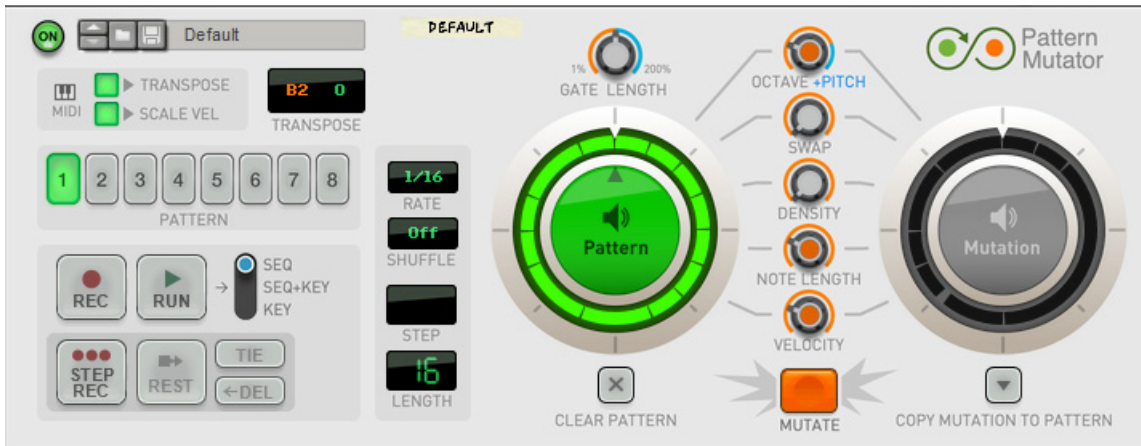 ON
Default
DEFAULT
Pattern
Mutator
MIDI
TRANSPOSE
SCALE VEL
B2 0
TRANSPOSE
1% 200%
GATE LENGTH
OCTAVE +PITCH
SWAP
DENSITY
NOTE LENGTH
VELOCITY
MUTATE
1 2 3 4 5 6 7 8
PATTERN
1/16
RATE
Off
SHUFFLE
STEP
16
LENGTH
REC
RUN
SEQ
SEQ+KEY
KEY
STEP
REC
REST
TIE
←DEL
Pattern
CLEAR PATTERN
Mutation
COPY MUTATION TO PATTERN